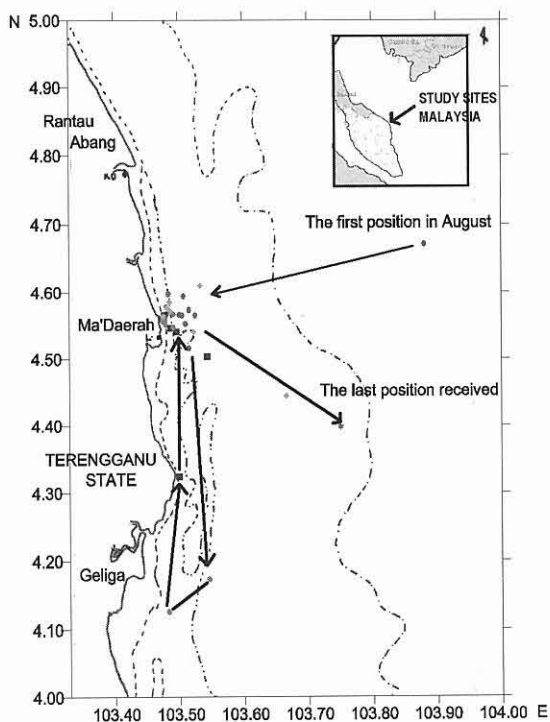 N 5.00
4.90
4.80
4.70
4.60
4.50
4.40
4.30
4.20
4.10
4.00
103.40 103.50 103.60 103.70 103.80 103.90 104.00 E
Rantau
Abang
Ma'Daerah
TERENGGANU
STATE
Geliga
STUDY SITES
MALAYSIA
The first position in August
The last position received